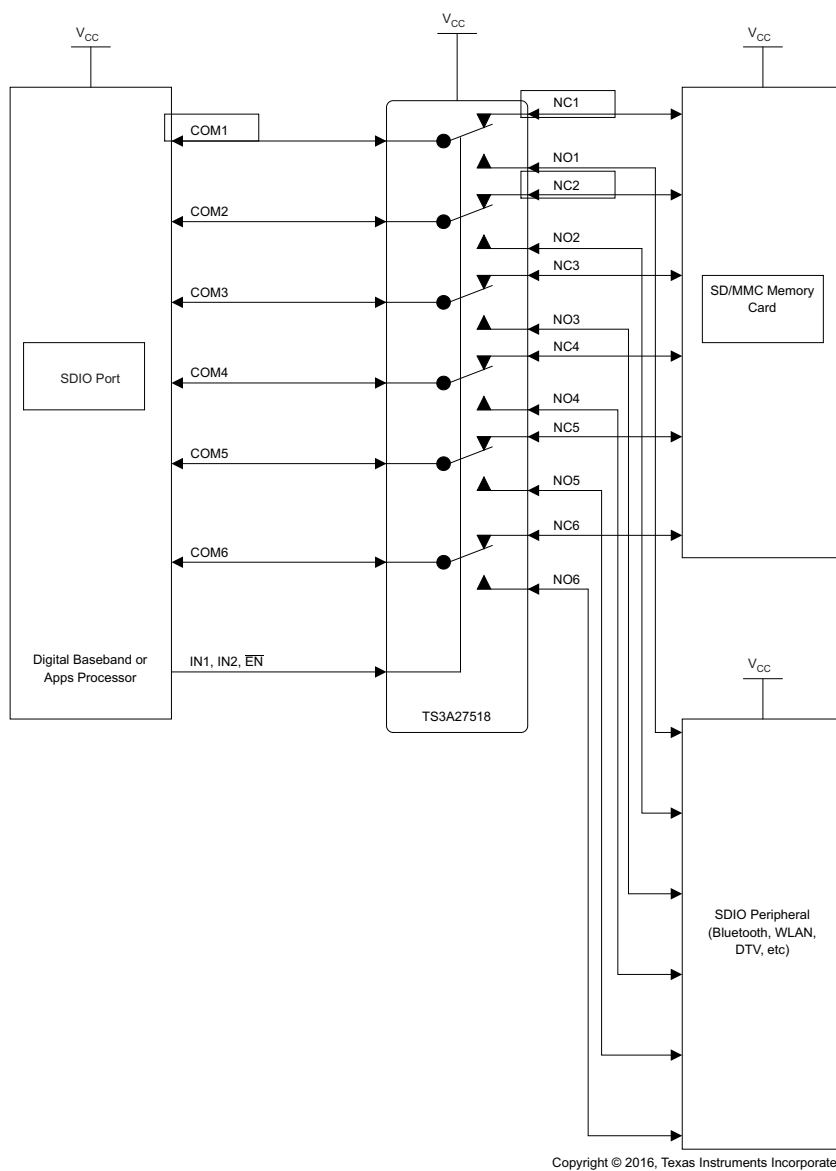 VCC
VCC
VCC
COM1
NC1
NO1
COM2
NC2
NO2
COM3
NC3
SD/MMC Memory
Card
NO3
SDIO Port
COM4
NC4
NO4
COM5
NC5
NO5
COM6
NC6
NO6
Digital Baseband or
Apps Processor
IN1, IN2, E̅N̅
VCC
TS3A27518
SDIO Peripheral
(Bluetooth, WLAN,
DTV, etc)
Copyright © 2016, Texas Instruments Incorporate